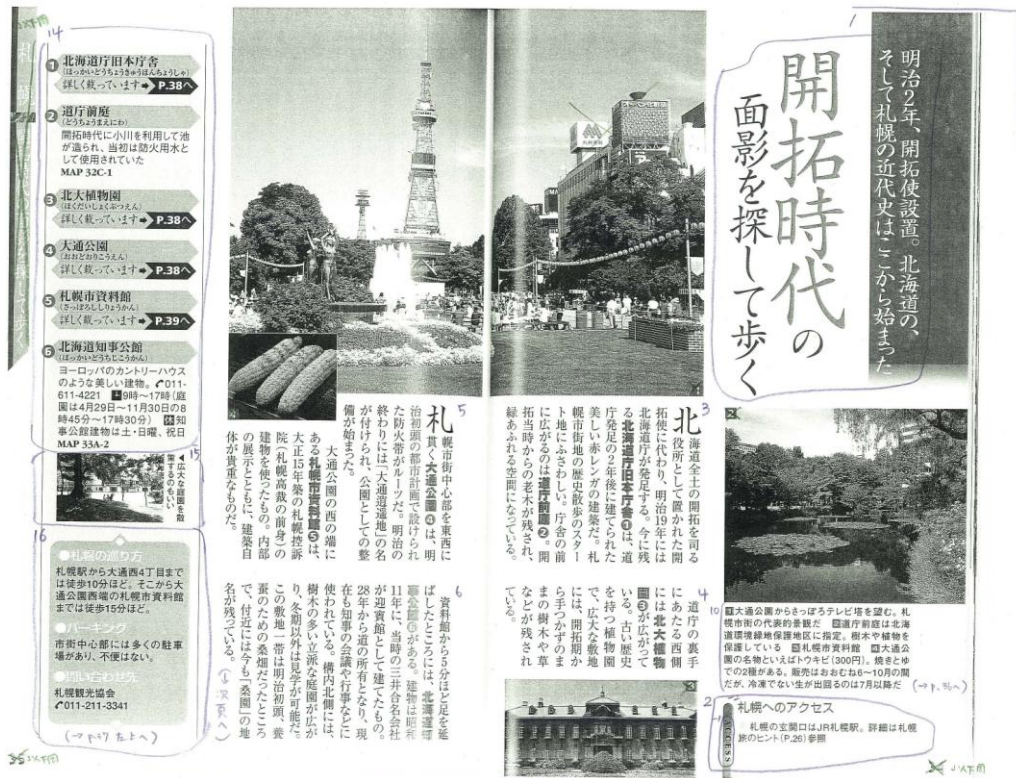 明治2年、開拓使設置。北海道の、
そして札幌の近代史はここから始まった
開拓時代の
面影を探して歩く
北海道全土の開拓を司る
役所として置かれた開
拓使に代わり、明治19年には
北海道庁が発足する。今に残
る北海道庁旧本庁舎❶は、道
庁発足の2年後に建てられた
美しい赤レンガの建築だ。札
幌市街地の歴史散歩のスター
ト地にふさわしい。庁舎の前
に広がるのは道庁前庭❷。開
拓当時からの老木が残され、
緑あふれる空間になっている。
道庁の裏手
にあたる西側
には北大植物
園❸が広がって
いる。古い歴史
を持つ植物園
で、広大な敷地
には、開拓期か
ら手つかずのま
まの樹木や草
などが残され
ている。
札幌市街中心部を東西に
貫く大通公園❹は、明
治初頭の都市計画で設けられ
た防火帯がルーツだ。明治の
終わりには「大通逍遥地」の名
が付けられ、公園としての整
備が始まった。
大通公園の西の端に
ある札幌市資料館❺は、
大正15年築の札幌控訴
院(札幌高裁の前身)の
建物を使ったもの。内部
の展示とともに、建築自
体が貴重なものだ。
資料館から5分ほど足を延
ばしたところには、北海道知
事公館❻がある。建物は昭和
11年に、当時の三井合名会社
が迎賓館として建てたもの。
28年から道の所有となり、現
在も知事の会議や行事などに
使われている。構内北側には、
樹木の多い立派な庭園が広が
り、冬期以外は見学が可能だ。
この敷地一帯は明治初頭、養
蚕のための桑畑だったところ
で、付近には今も「桑園」の地
名が残っている。
(↓次頁へ)
1大通公園からさっぽろテレビ塔を望む。札
幌市街の代表的景観だ 2道庁前庭は北海
道環境緑地保護地区に指定。樹木や植物を
保護している 3札幌市資料館 4大通公
園の名物といえばトウキビ(300円)。焼きとゆ
での2種がある。販売はおおむね6〜10月の間
だが、冷凍でない生が出回るのは7月以降だ
札幌へのアクセス
ACCESS
札幌の玄関口はJR札幌駅。詳細は札幌
旅のヒント(P.26)参照
❶ 北海道庁旧本庁舎
(ほっかいどうちょうきゅうほんちょうしゃ)
詳しく載っています➡P.38へ
❷ 道庁前庭
(どうちょうまえにわ)
開拓時代に小川を利用して池
が造られ、当初は防火用水と
して使用されていた
MAP 32C-1
❸ 北大植物園
(ほくだいしょくぶつえん)
詳しく載っています➡P.38へ
❹ 大通公園
(おおどおりこうえん)
詳しく載っています➡P.38へ
❺ 札幌市資料館
(さっぽろししりょうかん)
詳しく載っています➡P.39へ
❻ 北海道知事公館
(ほっかいどうちじこうかん)
ヨーロッパのカントリーハウス
のような美しい建物。✆011-
611-4221 9時〜17時(庭
園は4月29日〜11月30日の8
時45分〜17時30分) 休知
事公館建物は土・日曜、祝日
MAP 33A-2
◀広大な庭園を散
策するのもいい
●札幌の巡り方
札幌駅から大通西4丁目まで
は徒歩10分ほど。そこから大
通公園西端の札幌市資料館
までは徒歩15分ほど。
●パーキング
市街中心部には多くの駐車
場があり、不便はない。
●問い合わせ先
札幌観光協会
✆011-211-3341
を探して歩く
1
2
3
4
5
6
10
14
15
16
35